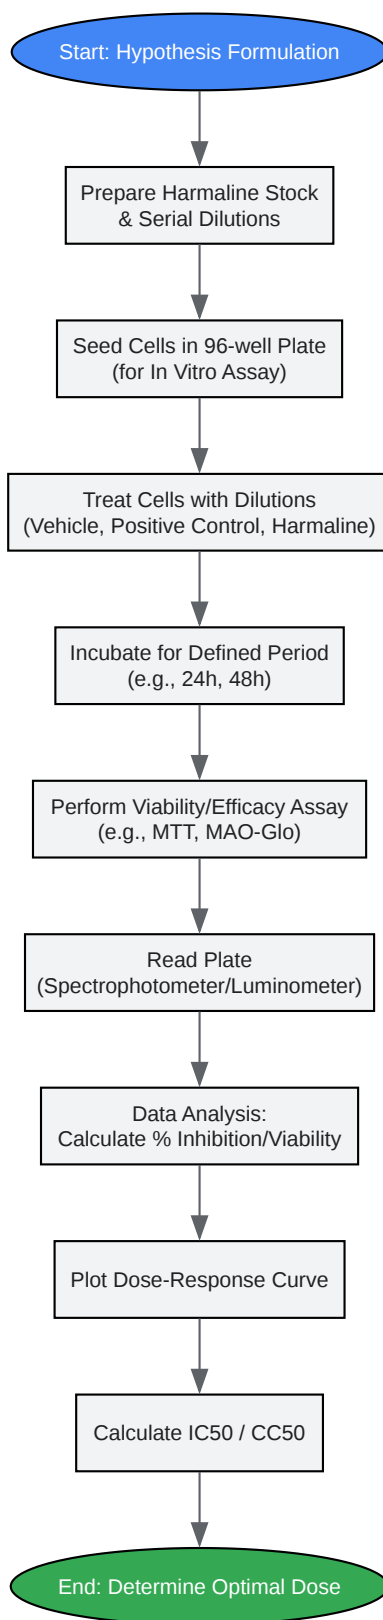 Start: Hypothesis Formulation
Prepare Harmaline Stock
& Serial Dilutions
Seed Cells in 96-well Plate
(for In Vitro Assay)
Treat Cells with Dilutions
(Vehicle, Positive Control, Harmaline)
Incubate for Defined Period
(e.g., 24h, 48h)
Perform Viability/Efficacy Assay
(e.g., MTT, MAO-Glo)
Read Plate
(Spectrophotometer/Luminometer)
Data Analysis:
Calculate % Inhibition/Viability
Plot Dose-Response Curve
Calculate IC50 / CC50
End: Determine Optimal Dose